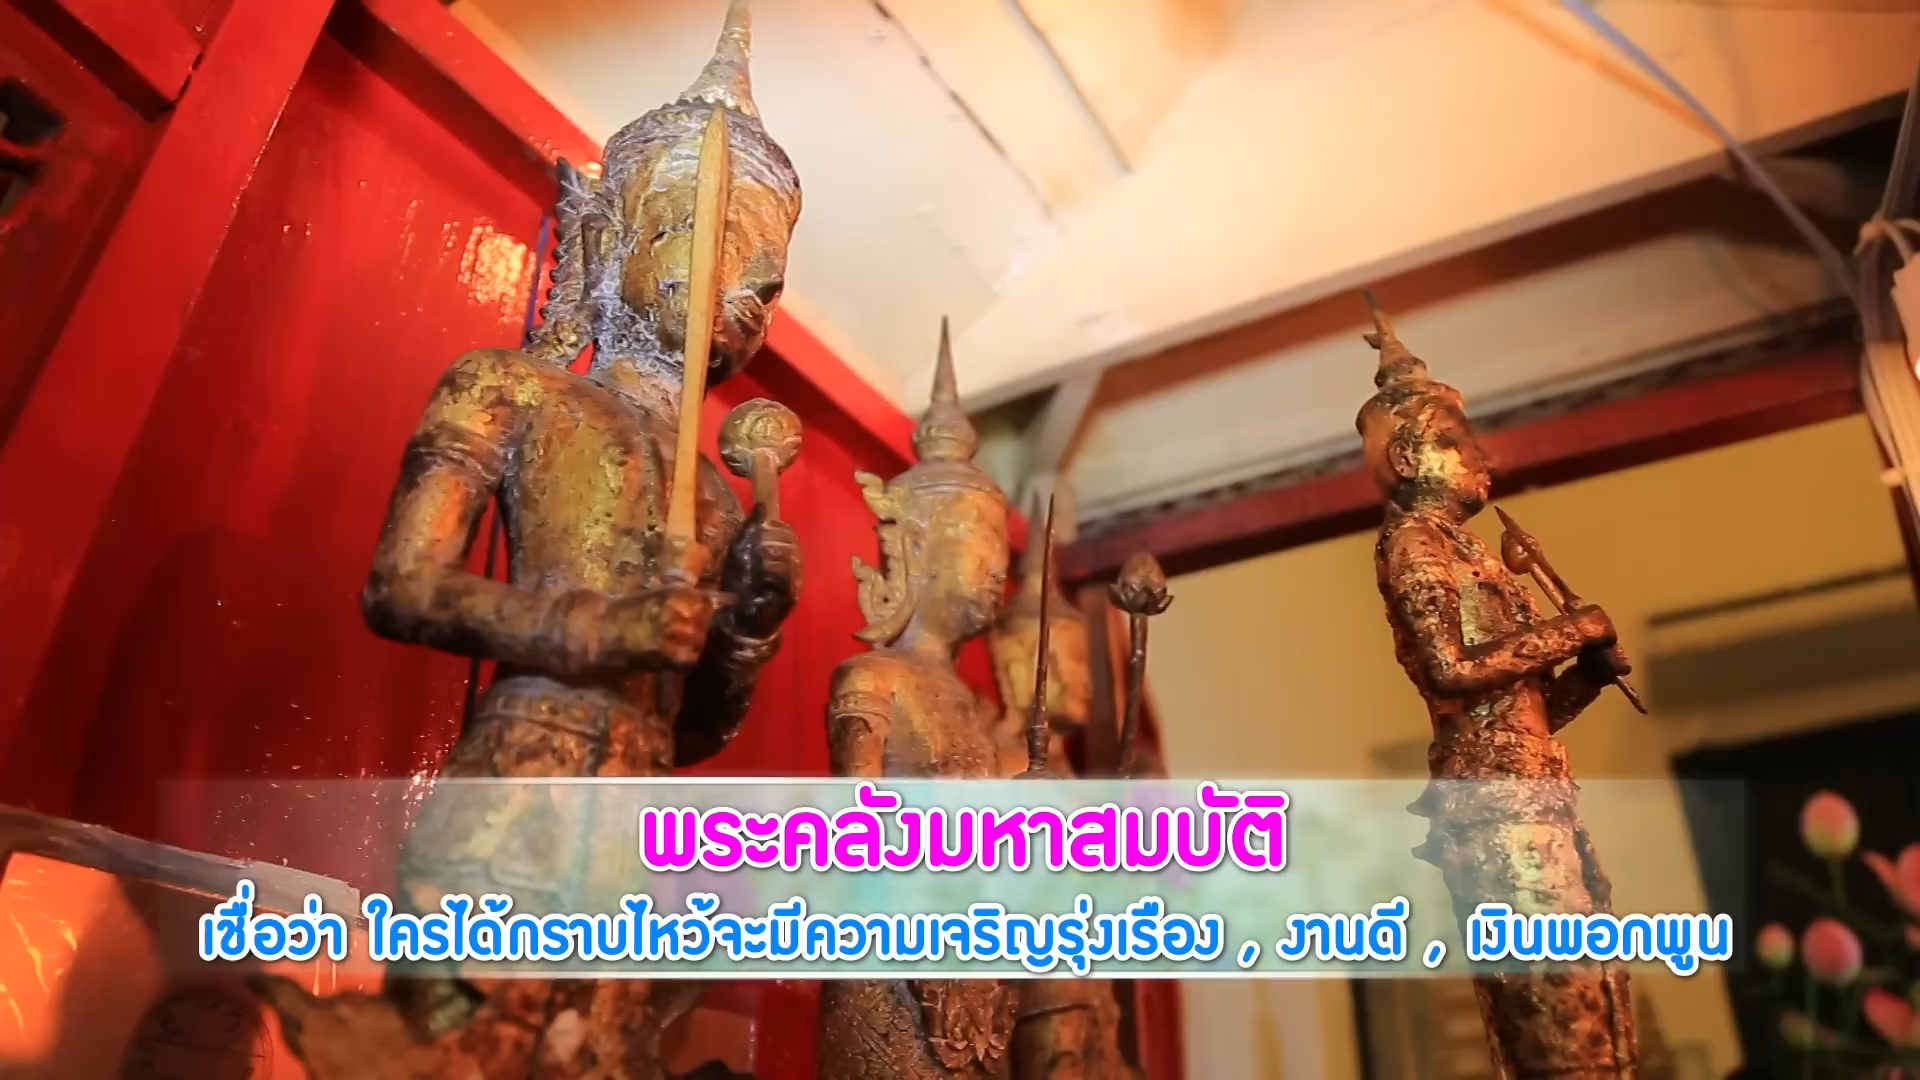 พระคลังมหาสมบัติ
เชื่อว่า ใครได้กราบไหว้จะมีความเจริญรุ่งเรือง , งานดี , เงินพอกพูน